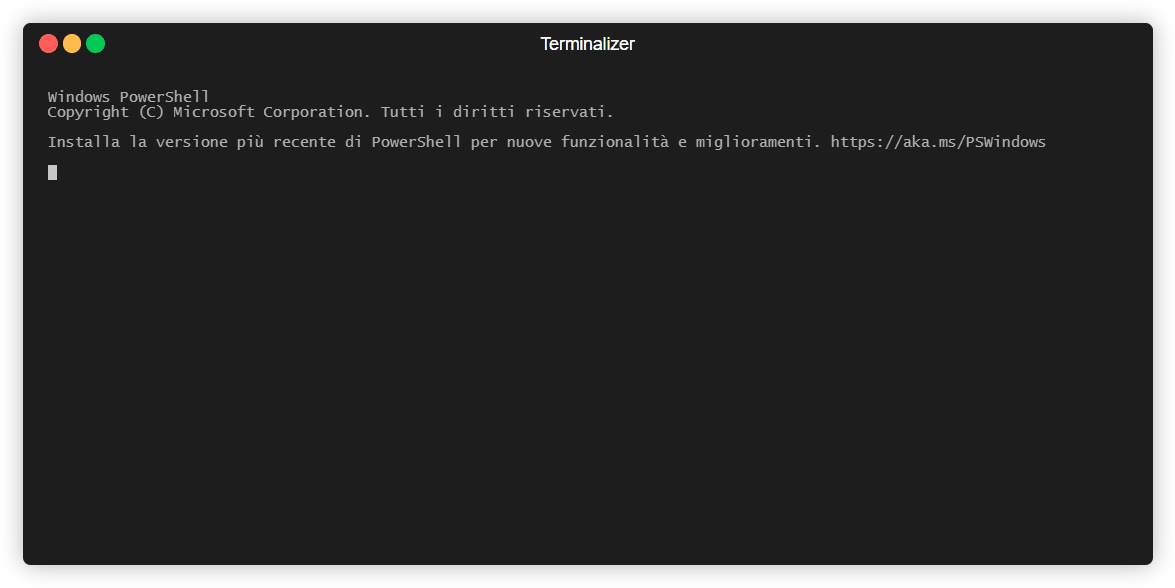 Terminalizer
Windows PowerShell
Copyright (C) Microsoft Corporation. Tutti i diritti riservati.
Installa la versione più recente di PowerShell per nuove funzionalità e miglioramenti. https://aka.ms/PSWindows